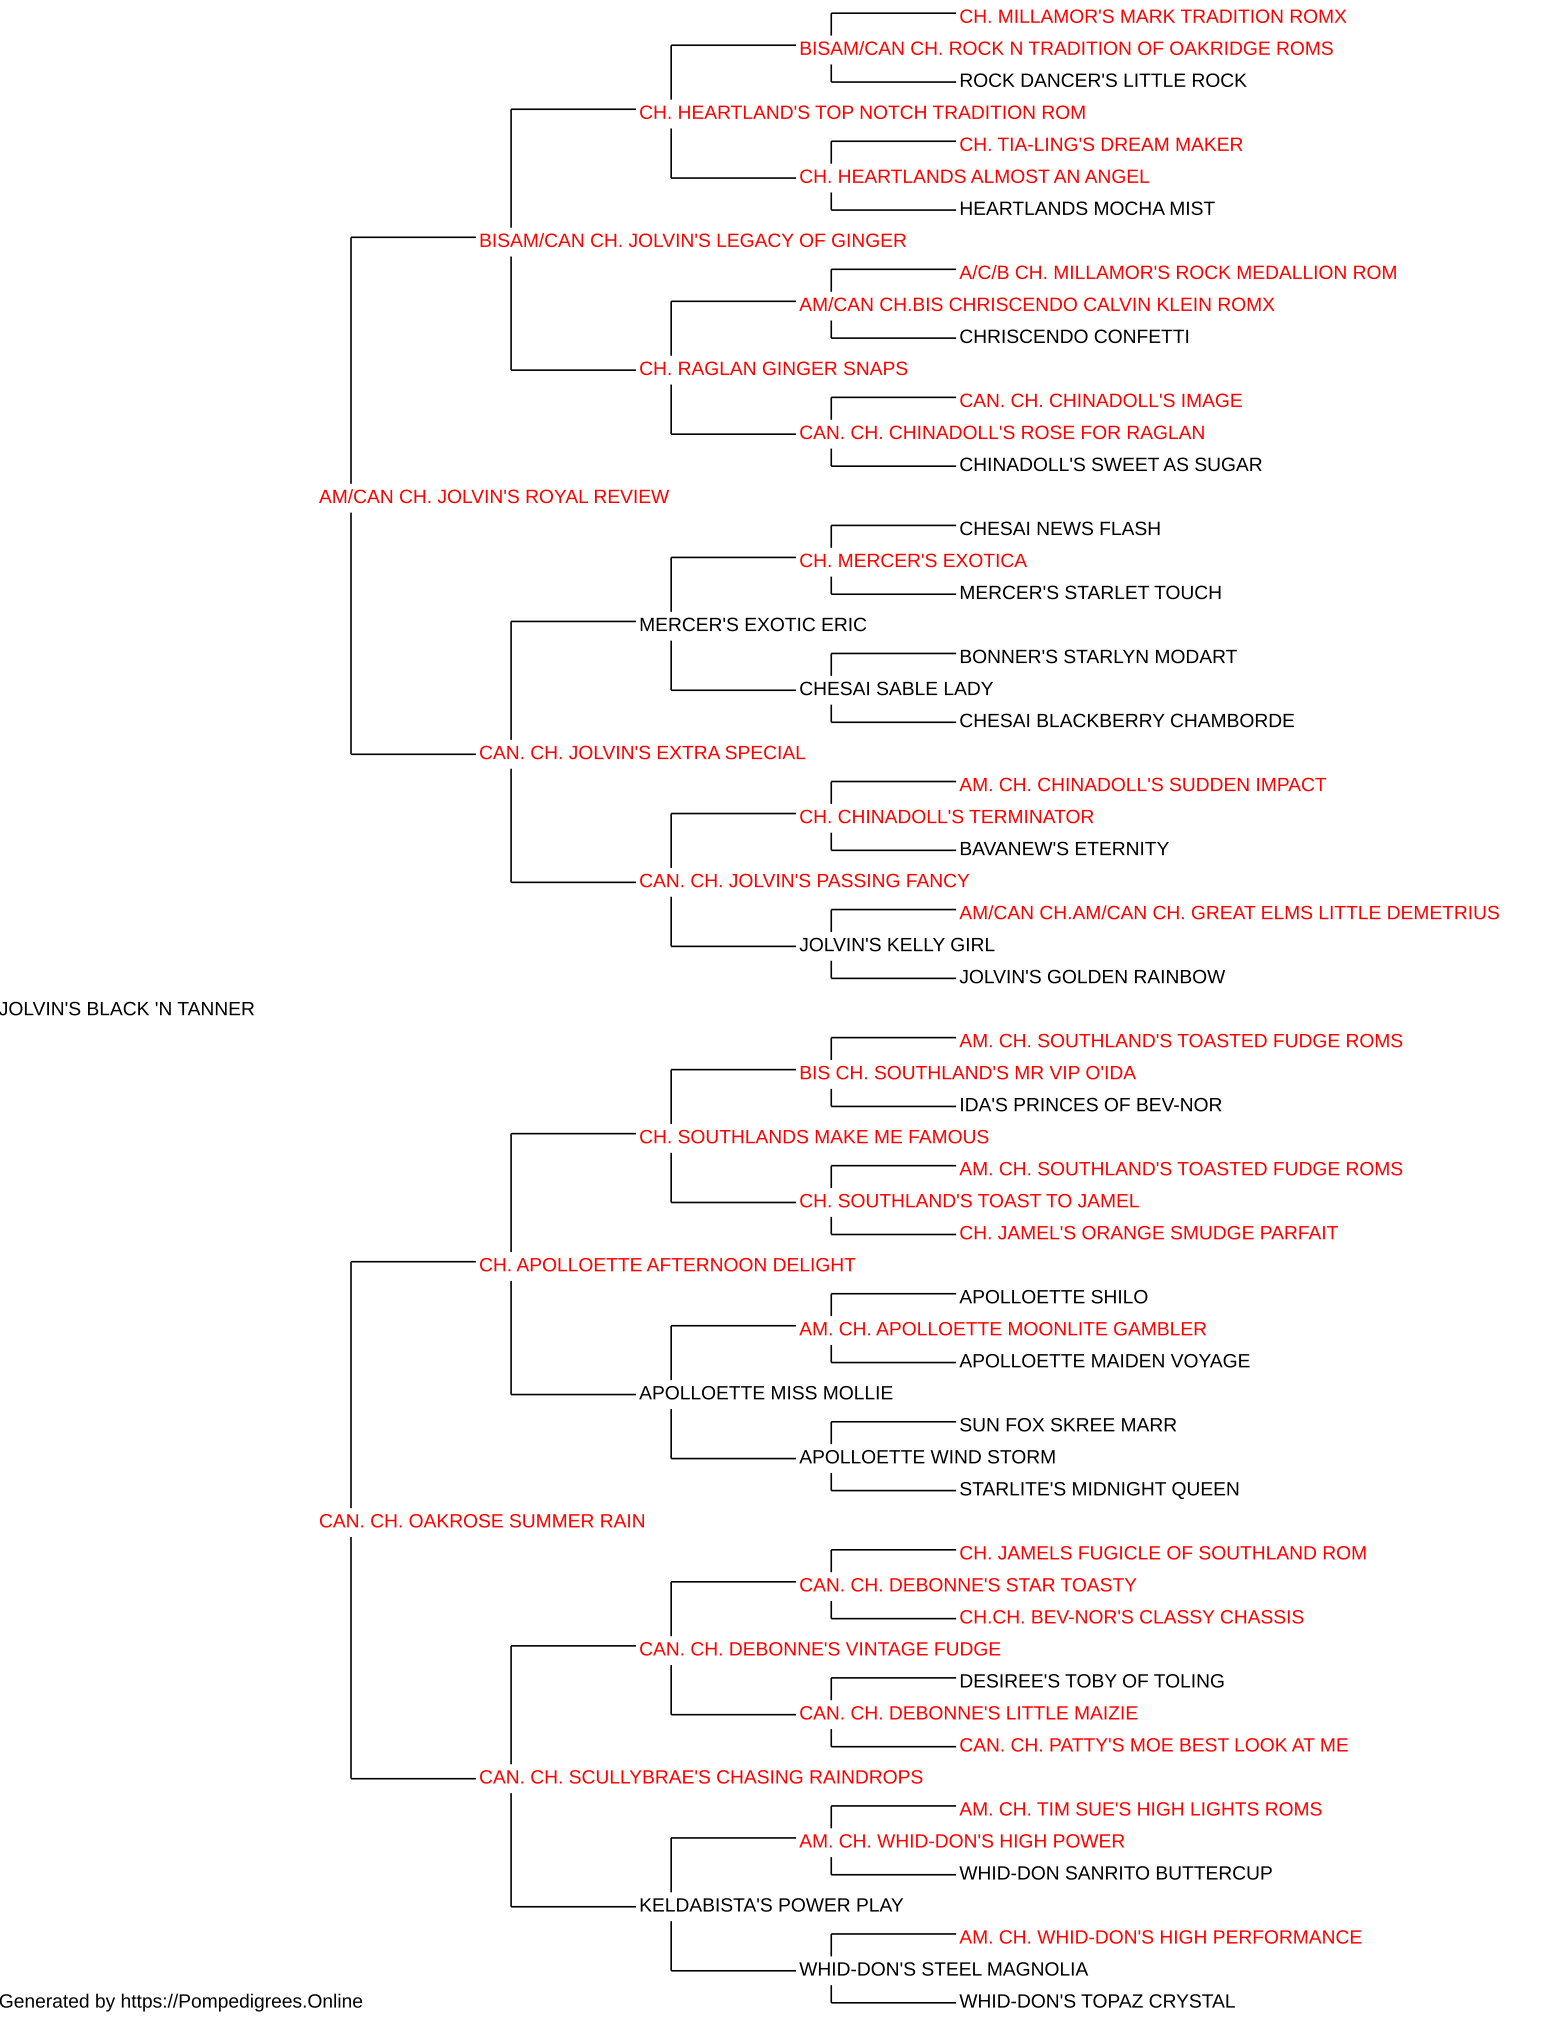 CH. MILLAMOR'S MARK TRADITION ROMX
BISAM/CAN CH. ROCK N TRADITION OF OAKRIDGE ROMS
ROCK DANCER'S LITTLE ROCK
CH. HEARTLAND'S TOP NOTCH TRADITION ROM
CH. TIA-LING'S DREAM MAKER
CH. HEARTLANDS ALMOST AN ANGEL
HEARTLANDS MOCHA MIST
BISAM/CAN CH. JOLVIN'S LEGACY OF GINGER
A/C/B CH. MILLAMOR'S ROCK MEDALLION ROM
AM/CAN CH.BIS CHRISCENDO CALVIN KLEIN ROMX
CHRISCENDO CONFETTI
CH. RAGLAN GINGER SNAPS
CAN. CH. CHINADOLL'S IMAGE
CAN. CH. CHINADOLL'S ROSE FOR RAGLAN
CHINADOLL'S SWEET AS SUGAR
AM/CAN CH. JOLVIN'S ROYAL REVIEW
CHESAI NEWS FLASH
CH. MERCER'S EXOTICA
MERCER'S STARLET TOUCH
MERCER'S EXOTIC ERIC
BONNER'S STARLYN MODART
CHESAI SABLE LADY
CHESAI BLACKBERRY CHAMBORDE
CAN. CH. JOLVIN'S EXTRA SPECIAL
AM. CH. CHINADOLL'S SUDDEN IMPACT
CH. CHINADOLL'S TERMINATOR
BAVANEW'S ETERNITY
CAN. CH. JOLVIN'S PASSING FANCY
AM/CAN CH.AM/CAN CH. GREAT ELMS LITTLE DEMETRIUS
JOLVIN'S KELLY GIRL
JOLVIN'S GOLDEN RAINBOW
JOLVIN'S BLACK 'N TANNER
AM. CH. SOUTHLAND'S TOASTED FUDGE ROMS
BIS CH. SOUTHLAND'S MR VIP O'IDA
IDA'S PRINCES OF BEV-NOR
CH. SOUTHLANDS MAKE ME FAMOUS
AM. CH. SOUTHLAND'S TOASTED FUDGE ROMS
CH. SOUTHLAND'S TOAST TO JAMEL
CH. JAMEL'S ORANGE SMUDGE PARFAIT
CH. APOLLOETTE AFTERNOON DELIGHT
APOLLOETTE SHILO
AM. CH. APOLLOETTE MOONLITE GAMBLER
APOLLOETTE MAIDEN VOYAGE
APOLLOETTE MISS MOLLIE
SUN FOX SKREE MARR
APOLLOETTE WIND STORM
STARLITE'S MIDNIGHT QUEEN
CAN. CH. OAKROSE SUMMER RAIN
CH. JAMELS FUGICLE OF SOUTHLAND ROM
CAN. CH. DEBONNE'S STAR TOASTY
CH.CH. BEV-NOR'S CLASSY CHASSIS
CAN. CH. DEBONNE'S VINTAGE FUDGE
DESIREE'S TOBY OF TOLING
CAN. CH. DEBONNE'S LITTLE MAIZIE
CAN. CH. PATTY'S MOE BEST LOOK AT ME
CAN. CH. SCULLYBRAE'S CHASING RAINDROPS
AM. CH. TIM SUE'S HIGH LIGHTS ROMS
AM. CH. WHID-DON'S HIGH POWER
WHID-DON SANRITO BUTTERCUP
KELDABISTA'S POWER PLAY
AM. CH. WHID-DON'S HIGH PERFORMANCE
WHID-DON'S STEEL MAGNOLIA
WHID-DON'S TOPAZ CRYSTAL
Generated by https://Pompedigrees.Online